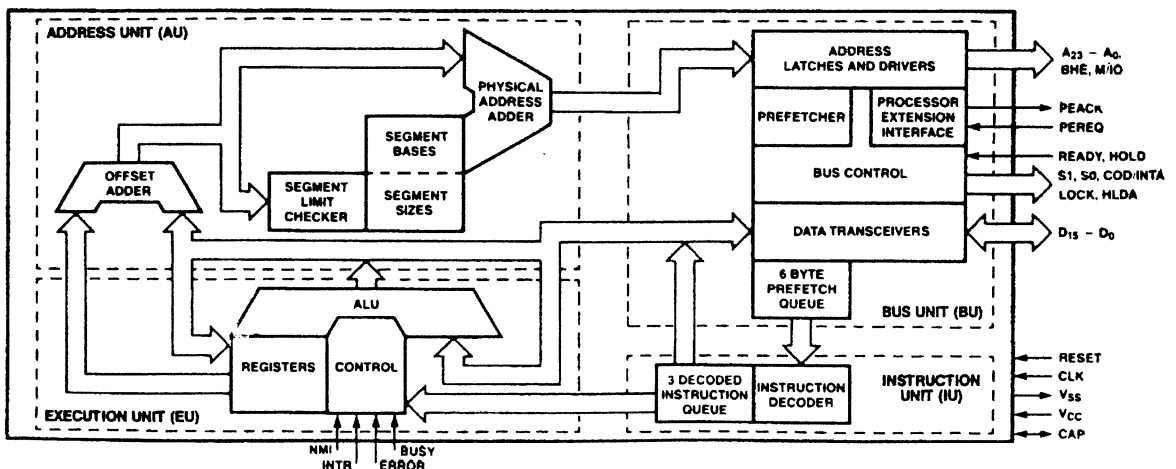 ADDRESS UNIT (AU)
PHYSICAL
ADDRESS
ADDER
SEGMENT
BASES
SEGMENT
SIZES
SEGMENT
LIMIT
CHECKER
OFFSET
ADDER
ADDRESS
LATCHES AND DRIVERS
PREFETCHER
PROCESSOR
EXTENSION
INTERFACE
BUS CONTROL
DATA TRANSCEIVERS
6 BYTE
PREFETCH
QUEUE
BUS UNIT (BU)
A23 – A0,
BHE, M/IO
PEACK
PEREQ
READY, HOLD
S1, S0, COD/INTA
LOCK, HLDA
D15 – D0
ALU
REGISTERS
CONTROL
EXECUTION UNIT (EU)
NMI
INTR
ERROR
BUSY
3 DECODED
INSTRUCTION
QUEUE
INSTRUCTION
DECODER
INSTRUCTION
UNIT (IU)
RESET
CLK
VSS
VCC
CAP